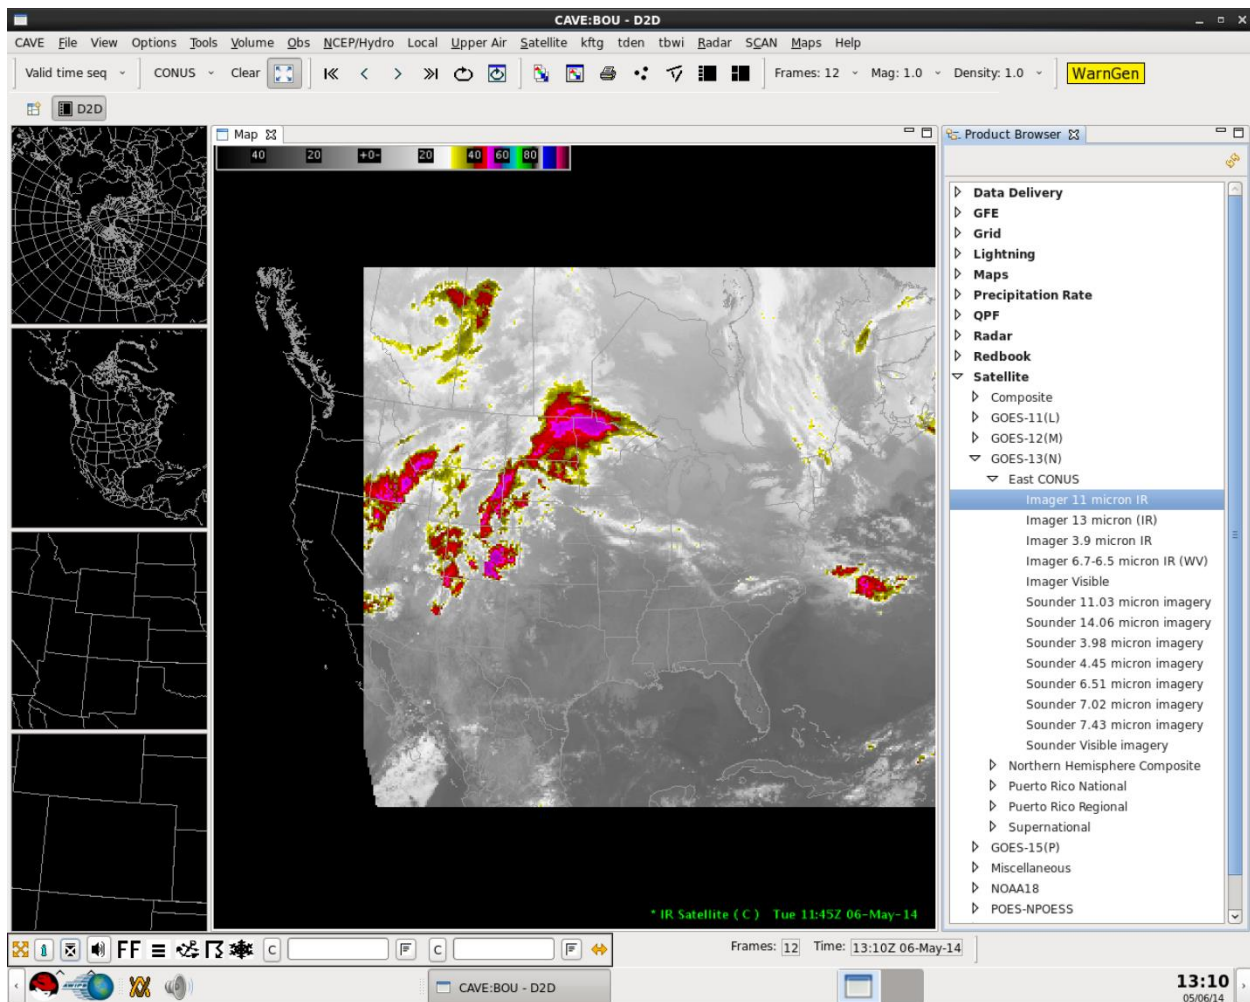 CAVE:BOU - D2D
CAVE File View Options Tools Volume Obs NCEP/Hydro Local Upper Air Satellite kftg tden tbwi Radar SCAN Maps Help
Valid time seq CONUS Clear Frames: 12 Mag: 1.0 Density: 1.0 WarnGen
D2D
Map
Product Browser
40 20 +0- 20 40 60 80
Data Delivery
GFE
Grid
Lightning
Maps
Precipitation Rate
QPF
Radar
Redbook
Satellite
Composite
GOES-11(L)
GOES-12(M)
GOES-13(N)
East CONUS
Imager 11 micron IR
Imager 13 micron (IR)
Imager 3.9 micron IR
Imager 6.7-6.5 micron IR (WV)
Imager Visible
Sounder 11.03 micron imagery
Sounder 14.06 micron imagery
Sounder 3.98 micron imagery
Sounder 4.45 micron imagery
Sounder 6.51 micron imagery
Sounder 7.02 micron imagery
Sounder 7.43 micron imagery
Sounder Visible imagery
Northern Hemisphere Composite
Puerto Rico National
Puerto Rico Regional
Supernational
GOES-15(P)
Miscellaneous
NOAA18
POES-NPOESS
* IR Satellite ( C ) Tue 11:45Z 06-May-14
FF C C Frames: 12 Time: 13:10Z 06-May-14
CAVE:BOU - D2D
13:10
05/06/14